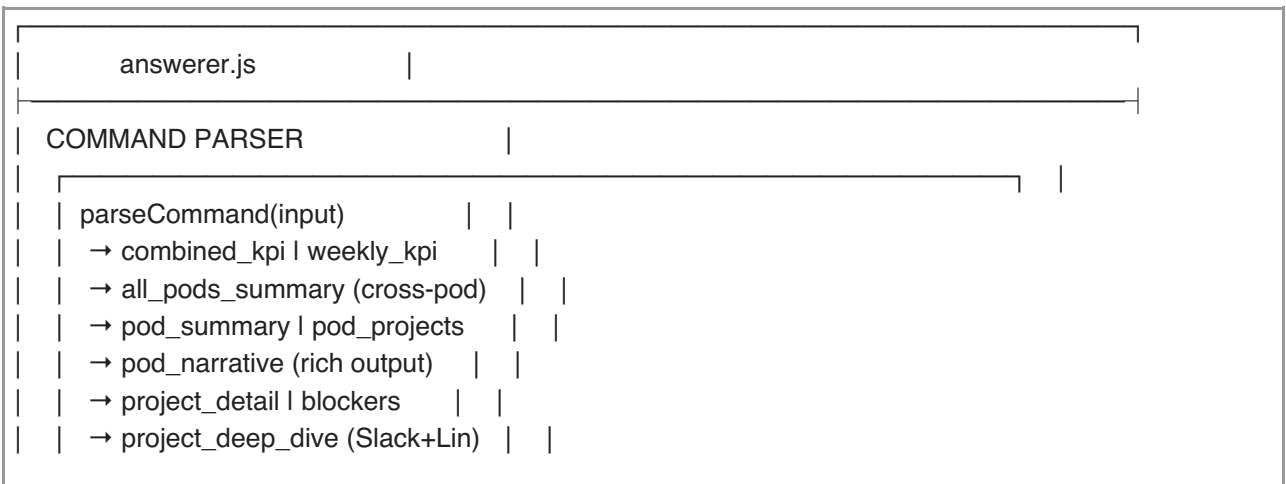 answerer.js
COMMAND PARSER
parseCommand(input)
→ combined_kpi | weekly_kpi
→ all_pods_summary (cross-pod)
→ pod_summary | pod_projects
→ pod_narrative (rich output)
→ project_detail | blockers
→ project_deep_dive (Slack+Lin)